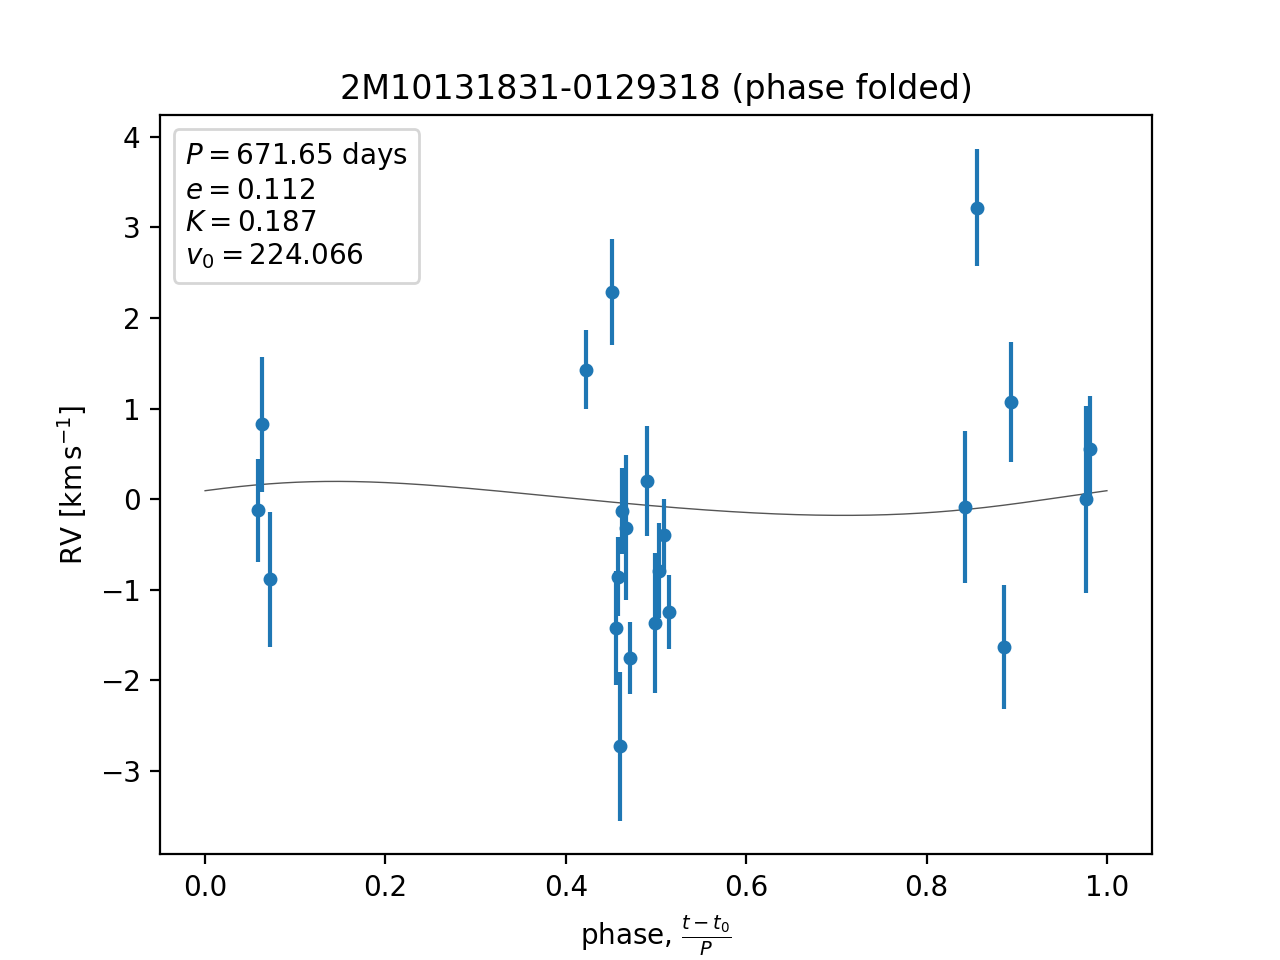 2M10131831-0129318 (phase folded)
P = 671.65 days
e = 0.112
K = 0.187
v₀ = 224.066
4
3
2
1
0
−1
−2
−3
RV [km s⁻¹]
0.0 0.2 0.4 0.6 0.8 1.0
phase, (t − t₀)/P